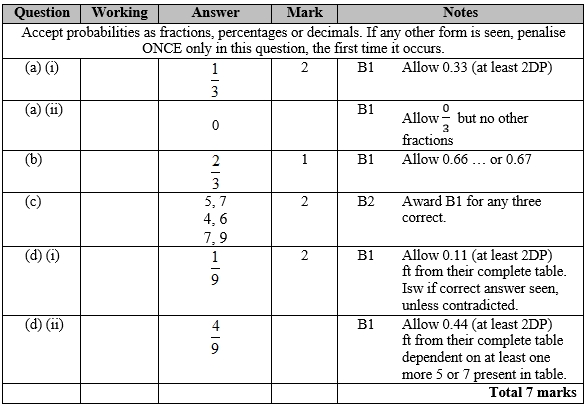 Question Working Answer Mark Notes
Accept probabilities as fractions, percentages or decimals. If any other form is seen, penalise
ONCE only in this question, the first time it occurs.
(a) (i) 1/3 2 B1 Allow 0.33 (at least 2DP)
(a) (ii) 0 B1 Allow 0/3 but no other
fractions
(b) 2/3 1 B1 Allow 0.66 … or 0.67
(c) 5, 7 2 B2 Award B1 for any three
4, 6 correct.
7, 9
(d) (i) 1/9 2 B1 Allow 0.11 (at least 2DP)
ft from their complete table.
Isw if correct answer seen,
unless contradicted.
(d) (ii) 4/9 B1 Allow 0.44 (at least 2DP)
ft from their complete table
dependent on at least one
more 5 or 7 present in table.
Total 7 marks